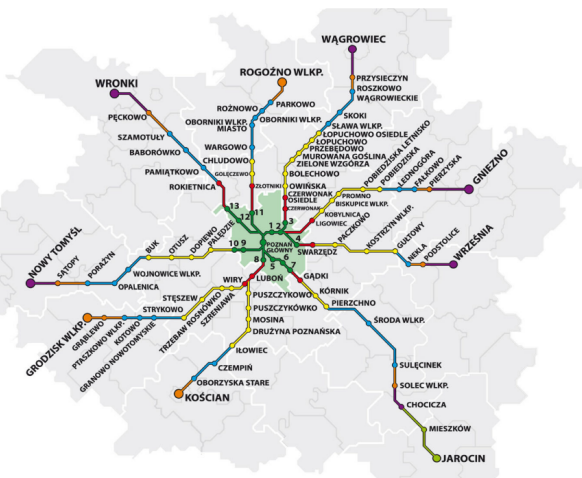 WĄGROWIEC
PRZYSIECZYN
ROSZKOWO
WĄGROWIECKIE
SKOKI
SŁAWA WLKP.
ŁOPUCHOWO OSIEDLE
ŁOPUCHOWO
PRZEBĘDOWO
MUROWANA GOŚLINA
ZIELONE WZGÓRZA
BOLECHOWO
OWIŃSKA
CZERWONAK
OSIEDLE
CZERWONAK
ROGOŹNO WLKP.
PARKOWO
ROŻNOWO
OBORNIKI WLKP.
OBORNIKI WLKP.
MIASTO
WARGOWO
CHLUDOWO
GOLĘCZEWO
ZŁOTNIKI
WRONKI
PĘCKOWO
SZAMOTUŁY
BABORÓWKO
PAMIĄTKOWO
ROKIETNICA
GNIEZNO
PIERZYSKA
FAŁKOWO
LEDNOGÓRA
POBIEDZISKA
POBIEDZISKA LETNISKO
PROMNO
BISKUPICE WLKP.
KOBYLNICA
LIGOWIEC
WRZEŚNIA
PODSTOLICE
NEKLA
GUŁTOWY
KOSTRZYN WLKP.
PACZKOWO
SWARZĘDZ
13
12
11
1
2
3
4
10
9
8
5
6
7
POZNAŃ
GŁÓWNY
NOWY TOMYŚL
SĄTOPY
PORAŻYN
OPALENICA
WOJNOWICE WLKP.
BUK
OTUSZ
DOPIEWO
PALĘDZIE
GRODZISK WLKP.
GRĄBLEWO
PTASZKOWO WLKP.
KOTOWO
GRANOWO NOWOTOMYSKIE
STRYKOWO
STĘSZEW
TRZEBAW ROSNÓWKO
SZRENIAWA
WIRY
LUBOŃ
PUSZCZYKOWO
PUSZCZYKÓWKO
MOSINA
DRUŻYNA POZNAŃSKA
IŁOWIEC
CZEMPIŃ
OBORZYSKA STARE
KOŚCIAN
GĄDKI
KÓRNIK
PIERZCHNO
ŚRODA WLKP.
SULĘCINEK
SOLEC WLKP.
CHOCICZA
MIESZKÓW
JAROCIN